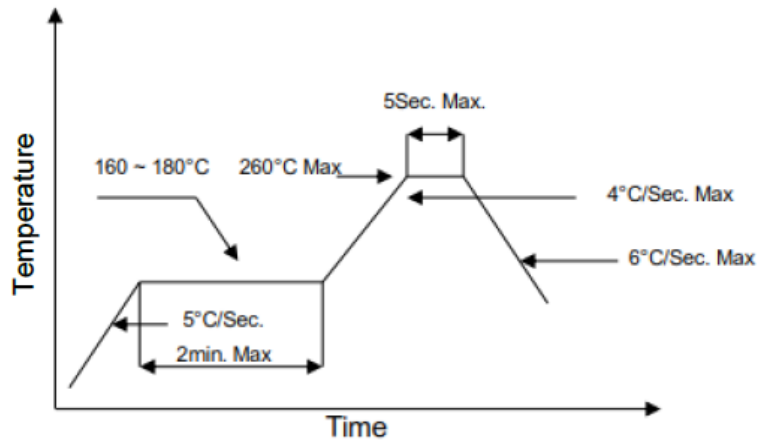 5Sec. Max.
160 ~ 180°C
260°C Max
4°C/Sec. Max
6°C/Sec. Max
5°C/Sec.
2min. Max
Temperature
Time